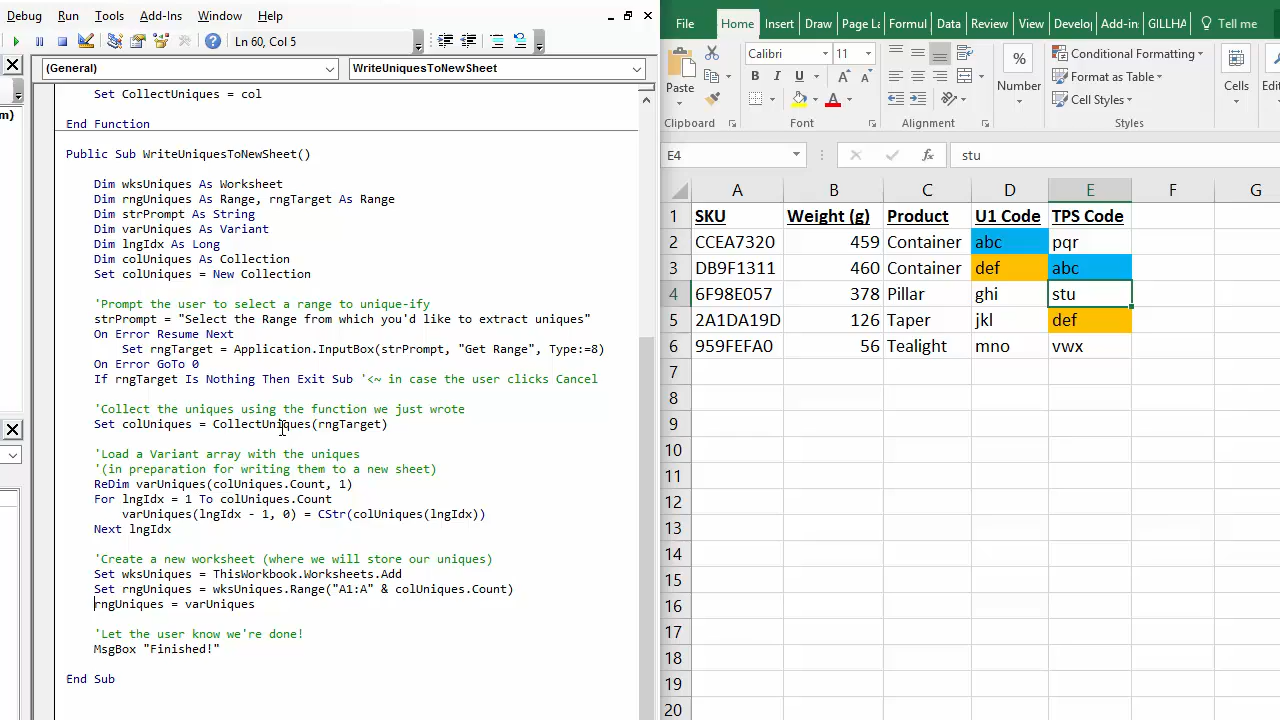 Debug Run Tools Add-Ins Window Help
Ln 60, Col 5
(General) WriteUniquesToNewSheet
m)
Set CollectUniques = col
End Function
Public Sub WriteUniquesToNewSheet()
Dim wksUniques As Worksheet
Dim rngUniques As Range, rngTarget As Range
Dim strPrompt As String
Dim varUniques As Variant
Dim lngIdx As Long
Dim colUniques As Collection
Set colUniques = New Collection
'Prompt the user to select a range to unique-ify
strPrompt = "Select the Range from which you'd like to extract uniques"
On Error Resume Next
Set rngTarget = Application.InputBox(strPrompt, "Get Range", Type:=8)
On Error GoTo 0
If rngTarget Is Nothing Then Exit Sub '<~ in case the user clicks Cancel
'Collect the uniques using the function we just wrote
Set colUniques = CollectUniques(rngTarget)
'Load a Variant array with the uniques
'(in preparation for writing them to a new sheet)
ReDim varUniques(colUniques.Count, 1)
For lngIdx = 1 To colUniques.Count
varUniques(lngIdx - 1, 0) = CStr(colUniques(lngIdx))
Next lngIdx
'Create a new worksheet (where we will store our uniques)
Set wksUniques = ThisWorkbook.Worksheets.Add
Set rngUniques = wksUniques.Range("A1:A" & colUniques.Count)
rngUniques = varUniques
'Let the user know we're done!
MsgBox "Finished!"
End Sub
File Home Insert Draw Page La Formul Data Review View Develo Add-in GILLHA Tell me
Calibri 11
Paste B I U A A A
% Number
Conditional Formatting
Format as Table
Cell Styles
Cells Edit
Clipboard Font Alignment Styles
E4 fx stu
A B C D E F G
1 SKU Weight (g) Product U1 Code TPS Code
2 CCEA7320 459 Container abc pqr
3 DB9F1311 460 Container def abc
4 6F98E057 378 Pillar ghi stu
5 2A1DA19D 126 Taper jkl def
6 959FEFA0 56 Tealight mno vwx
7
8
9
10
11
12
13
14
15
16
17
18
19
20